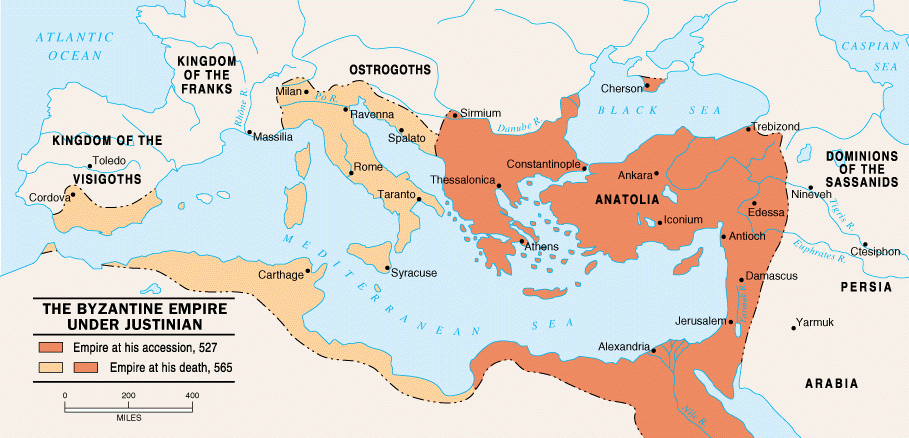 ATLANTIC
OCEAN
KINGDOM
OF THE
FRANKS
OSTROGOTHS
CASPIAN
SEA
Cherson
BLACK SEA
Milan
Po R.
Rhône R.
Ravenna
Sirmium
Danube R.
Trebizond
Massilia
Spalato
KINGDOM OF THE
VISIGOTHS
Toledo
Cordova
Rome
Taranto
Thessalonica
Constantinople
Ankara
ANATOLIA
Iconium
DOMINIONS
OF THE
SASSANIDS
Nineveh
Tigris R.
Edessa
Athens
Antioch
Euphrales R.
Ctesiphon
Carthage
Syracuse
MEDITERRANEAN SEA
Damascus
PERSIA
Jerusalem
Yarmuk
Alexandria
ARABIA
Nile R.
THE BYZANTINE EMPIRE
UNDER JUSTINIAN
Empire at his accession, 527
Empire at his death, 565
0 200 400
MILES